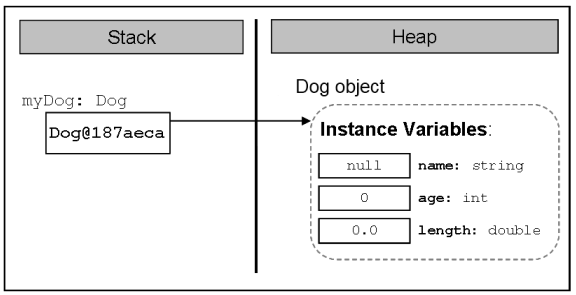 Stack
Heap
Dog object
myDog: Dog
Dog@187aeca
Instance Variables:
null name: string
0 age: int
0.0 length: double